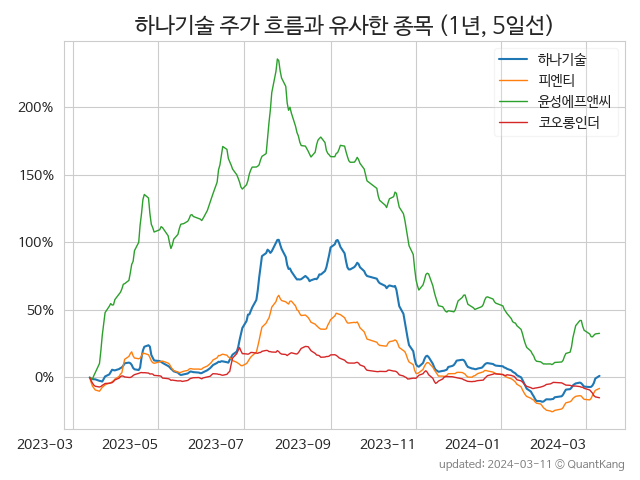 하나기술 주가 흐름과 유사한 종목 (1년, 5일선)
하나기술
피엔티
윤성에프앤씨
코오롱인더
200%
150%
100%
50%
0%
2023-03 2023-05 2023-07 2023-09 2023-11 2024-01 2024-03
updated: 2024-03-11 © QuantKang